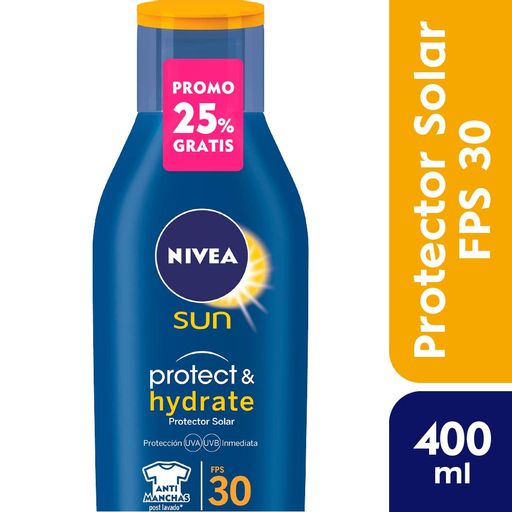 PROMO
25%
GRATIS
NIVEA
sun
protect &
hydrate
Protector Solar
Protección UVA UVB Inmediata
ANTI
MANCHAS
post lavado*
FPS
30
Protector Solar
FPS 30
400
ml